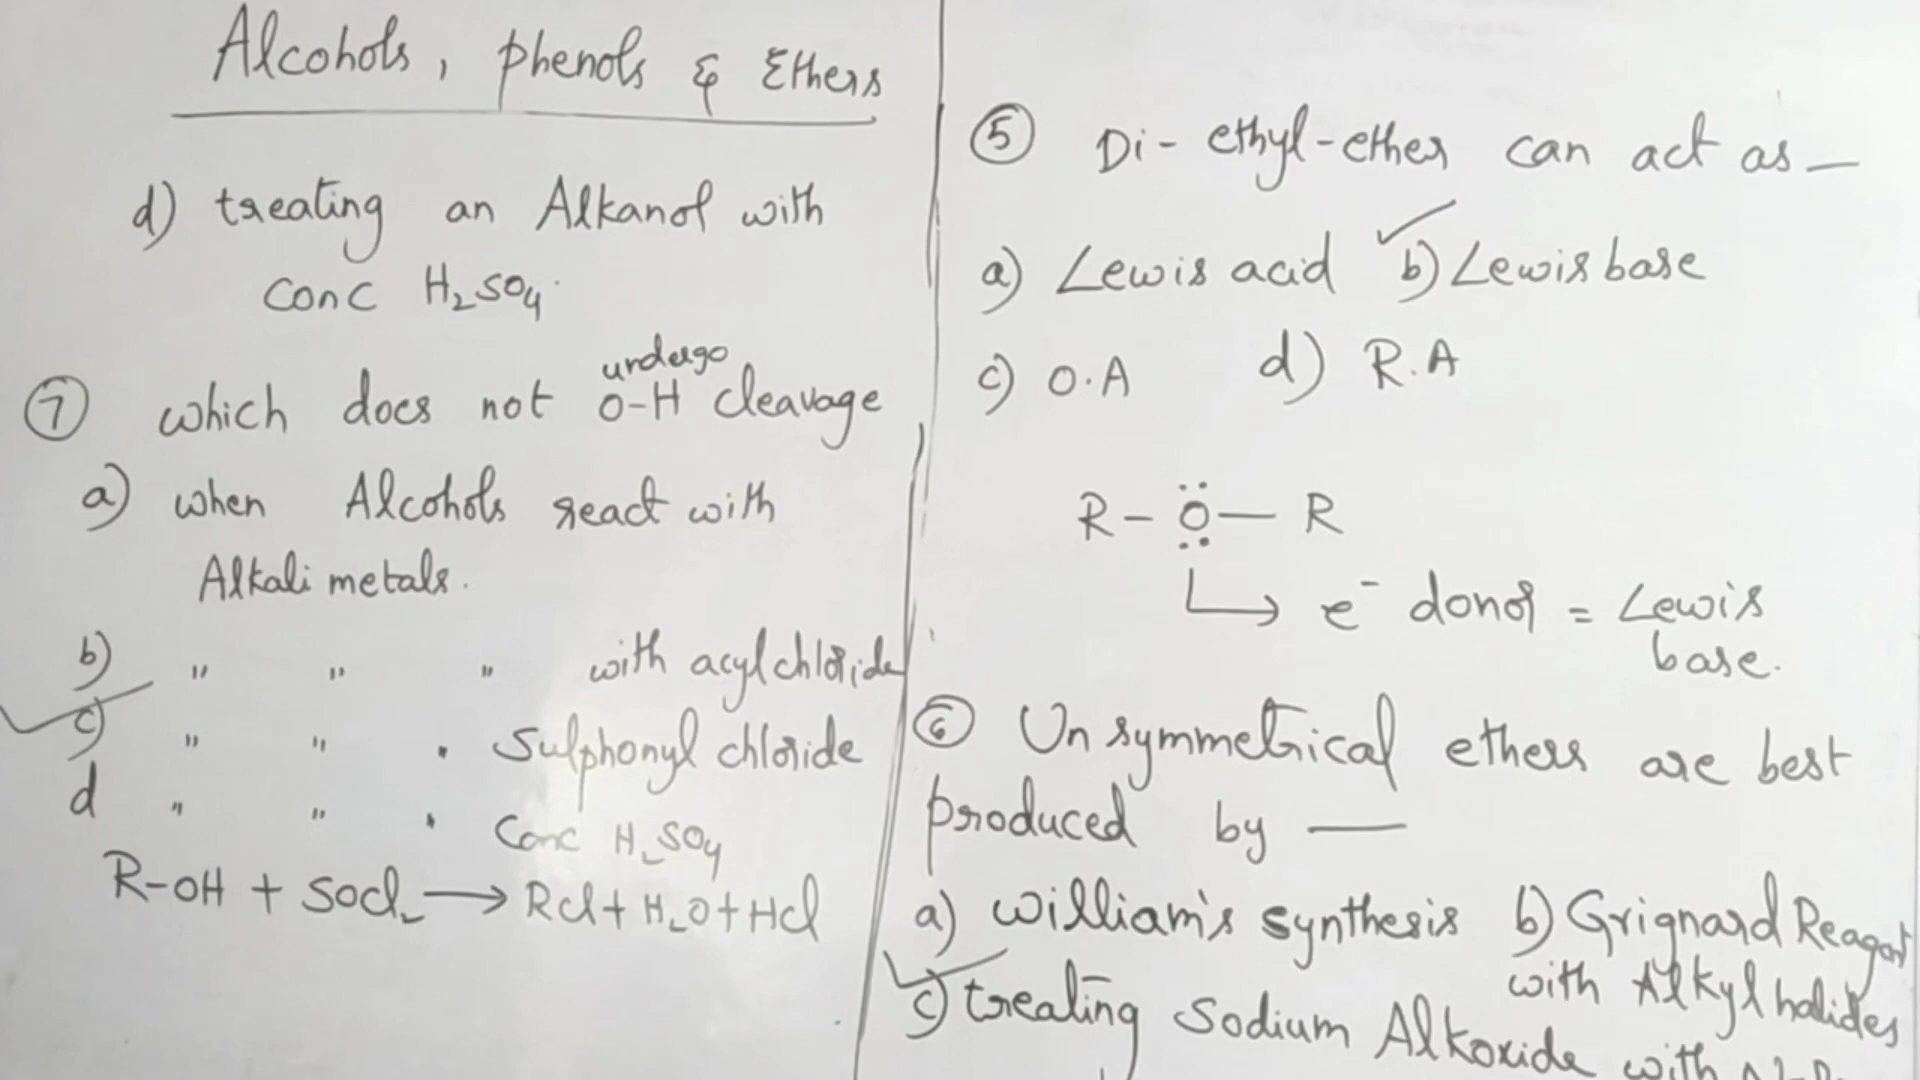 Alcohols, phenols & Ethers
d) treating an Alkanol with
conc H₂SO₄.
⑦ which does not O-H cleavage
undergo
a) when Alcohols react with
Alkali metals.
b) " " " with acylchloride
c) " " " Sulphonyl chloride
d " " " Conc H₂SO₄
R-OH + SOCl₂ → RCl + H₂O + HCl
⑤ Di-ethyl-ether can act as —
a) Lewis acid b) Lewis base
c) O.A d) R.A
R - Ö — R
↳ e⁻ donor = Lewis
base.
⑥ Unsymmetrical ethers are best
produced by —
a) william's synthesis b) Grignard Reagent
with Alkyl halides
c) treating Sodium Alkoxide with